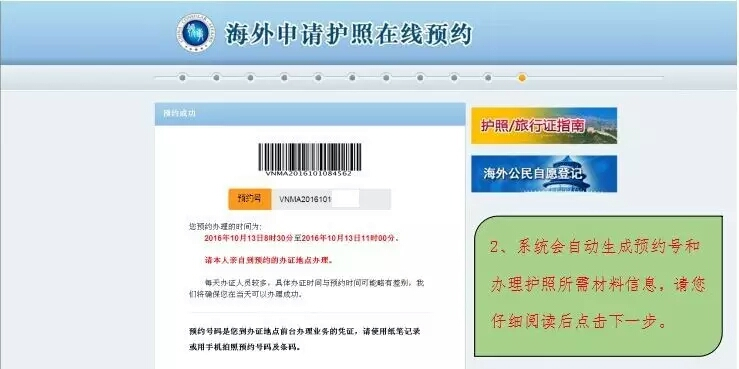 海外申请护照在线预约
预约成功
VNMA2016101084562
预约号 VNMA2016101
您预约办理的时间为:
2016年10月13日8时30分至2016年10月13日11时00分。
请本人亲自到预约的办证地点办理。
每天办证人员较多，具体办证时间与预约时间可能略有差别，我
们将确保您在当天可以办理成功。
预约号码是您到办证地点前台办理业务的凭证，请使用纸笔记录
或用手机拍照预约号码及条码。
护照/旅行证指南
海外公民自愿登记
2、系统会自动生成预约号和
办理护照所需材料信息，请您
仔细阅读后点击下一步。